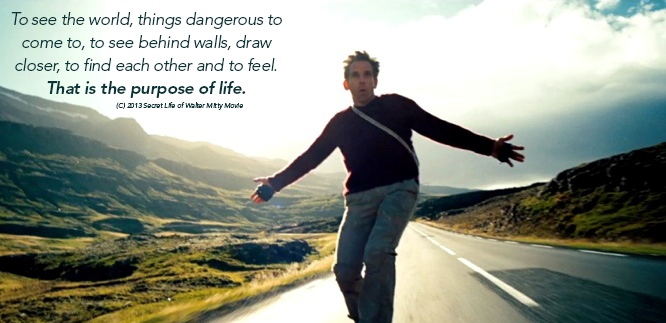 To see the world, things dangerous to
come to, to see behind walls, draw
closer, to find each other and to feel.
That is the purpose of life.
(C) 2013 Secret Life of Walter Mitty Movie